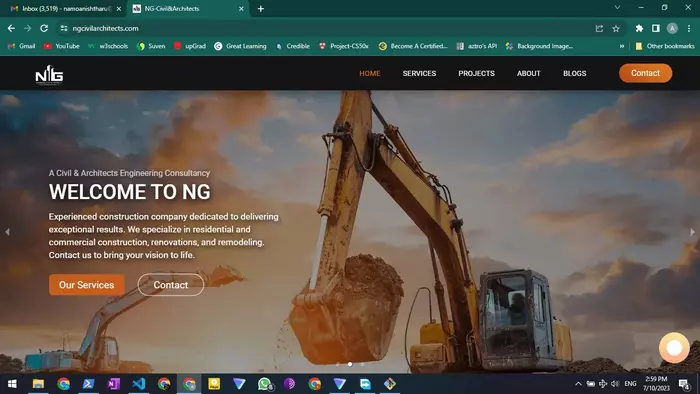 Inbox (3,519) - namoanishtharu@
NG-Civil&Architects.
ngcivilarchitects.com
Gmail
YouTube
w3schools
Suven
upGrad
Great Learning
Credible
Project-CS50x
Become A Certified...
aztro's API
Background Image...
»
Other bookmarks
A
NG
HOME
SERVICES
PROJECTS
ABOUT
BLOGS
Contact
A Civil & Architects Engineering Consultancy
WELCOME TO NG
Experienced construction company dedicated to delivering
exceptional results. We specialize in residential and
commercial construction, renovations, and remodeling.
Contact us to bring your vision to life.
Our Services
Contact
ENG
2:59 PM
7/10/2023